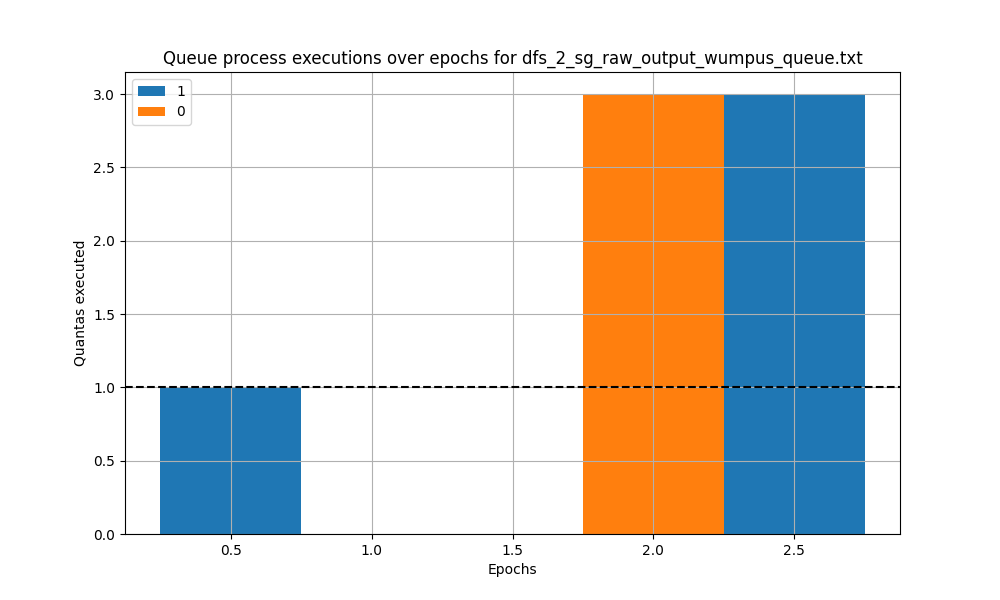 Queue process executions over epochs for dfs_2_sg_raw_output_wumpus_queue.txt
1
0
3.0
2.5
2.0
1.5
1.0
0.5
0.0
Quantas executed
0.5 1.0 1.5 2.0 2.5
Epochs